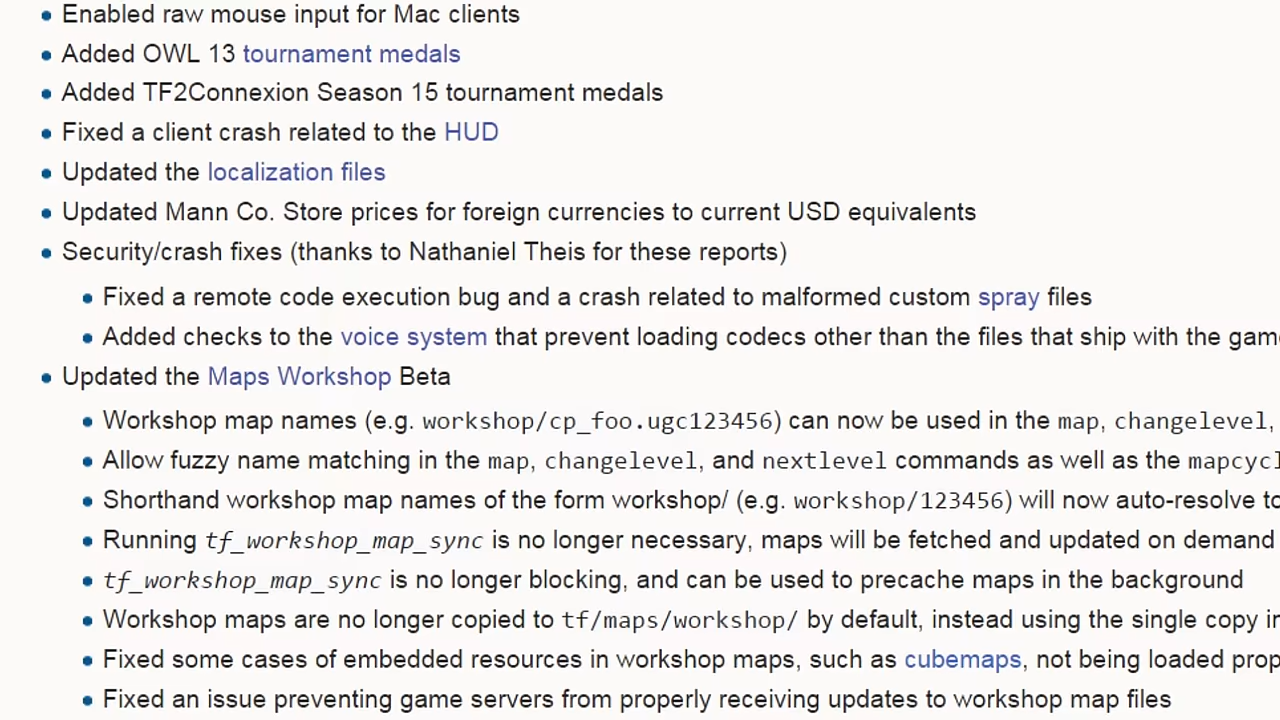 Enabled raw mouse input for Mac clients
Added OWL 13 tournament medals
Added TF2Connexion Season 15 tournament medals
Fixed a client crash related to the HUD
Updated the localization files
Updated Mann Co. Store prices for foreign currencies to current USD equivalents
Security/crash fixes (thanks to Nathaniel Theis for these reports)
Fixed a remote code execution bug and a crash related to malformed custom spray files
Added checks to the voice system that prevent loading codecs other than the files that ship with the gam
Updated the Maps Workshop Beta
Workshop map names (e.g. workshop/cp_foo.ugc123456) can now be used in the map, changelevel,
Allow fuzzy name matching in the map, changelevel, and nextlevel commands as well as the mapcycl
Shorthand workshop map names of the form workshop/ (e.g. workshop/123456) will now auto-resolve to
Running tf_workshop_map_sync is no longer necessary, maps will be fetched and updated on demand
tf_workshop_map_sync is no longer blocking, and can be used to precache maps in the background
Workshop maps are no longer copied to tf/maps/workshop/ by default, instead using the single copy in
Fixed some cases of embedded resources in workshop maps, such as cubemaps, not being loaded prop
Fixed an issue preventing game servers from properly receiving updates to workshop map files